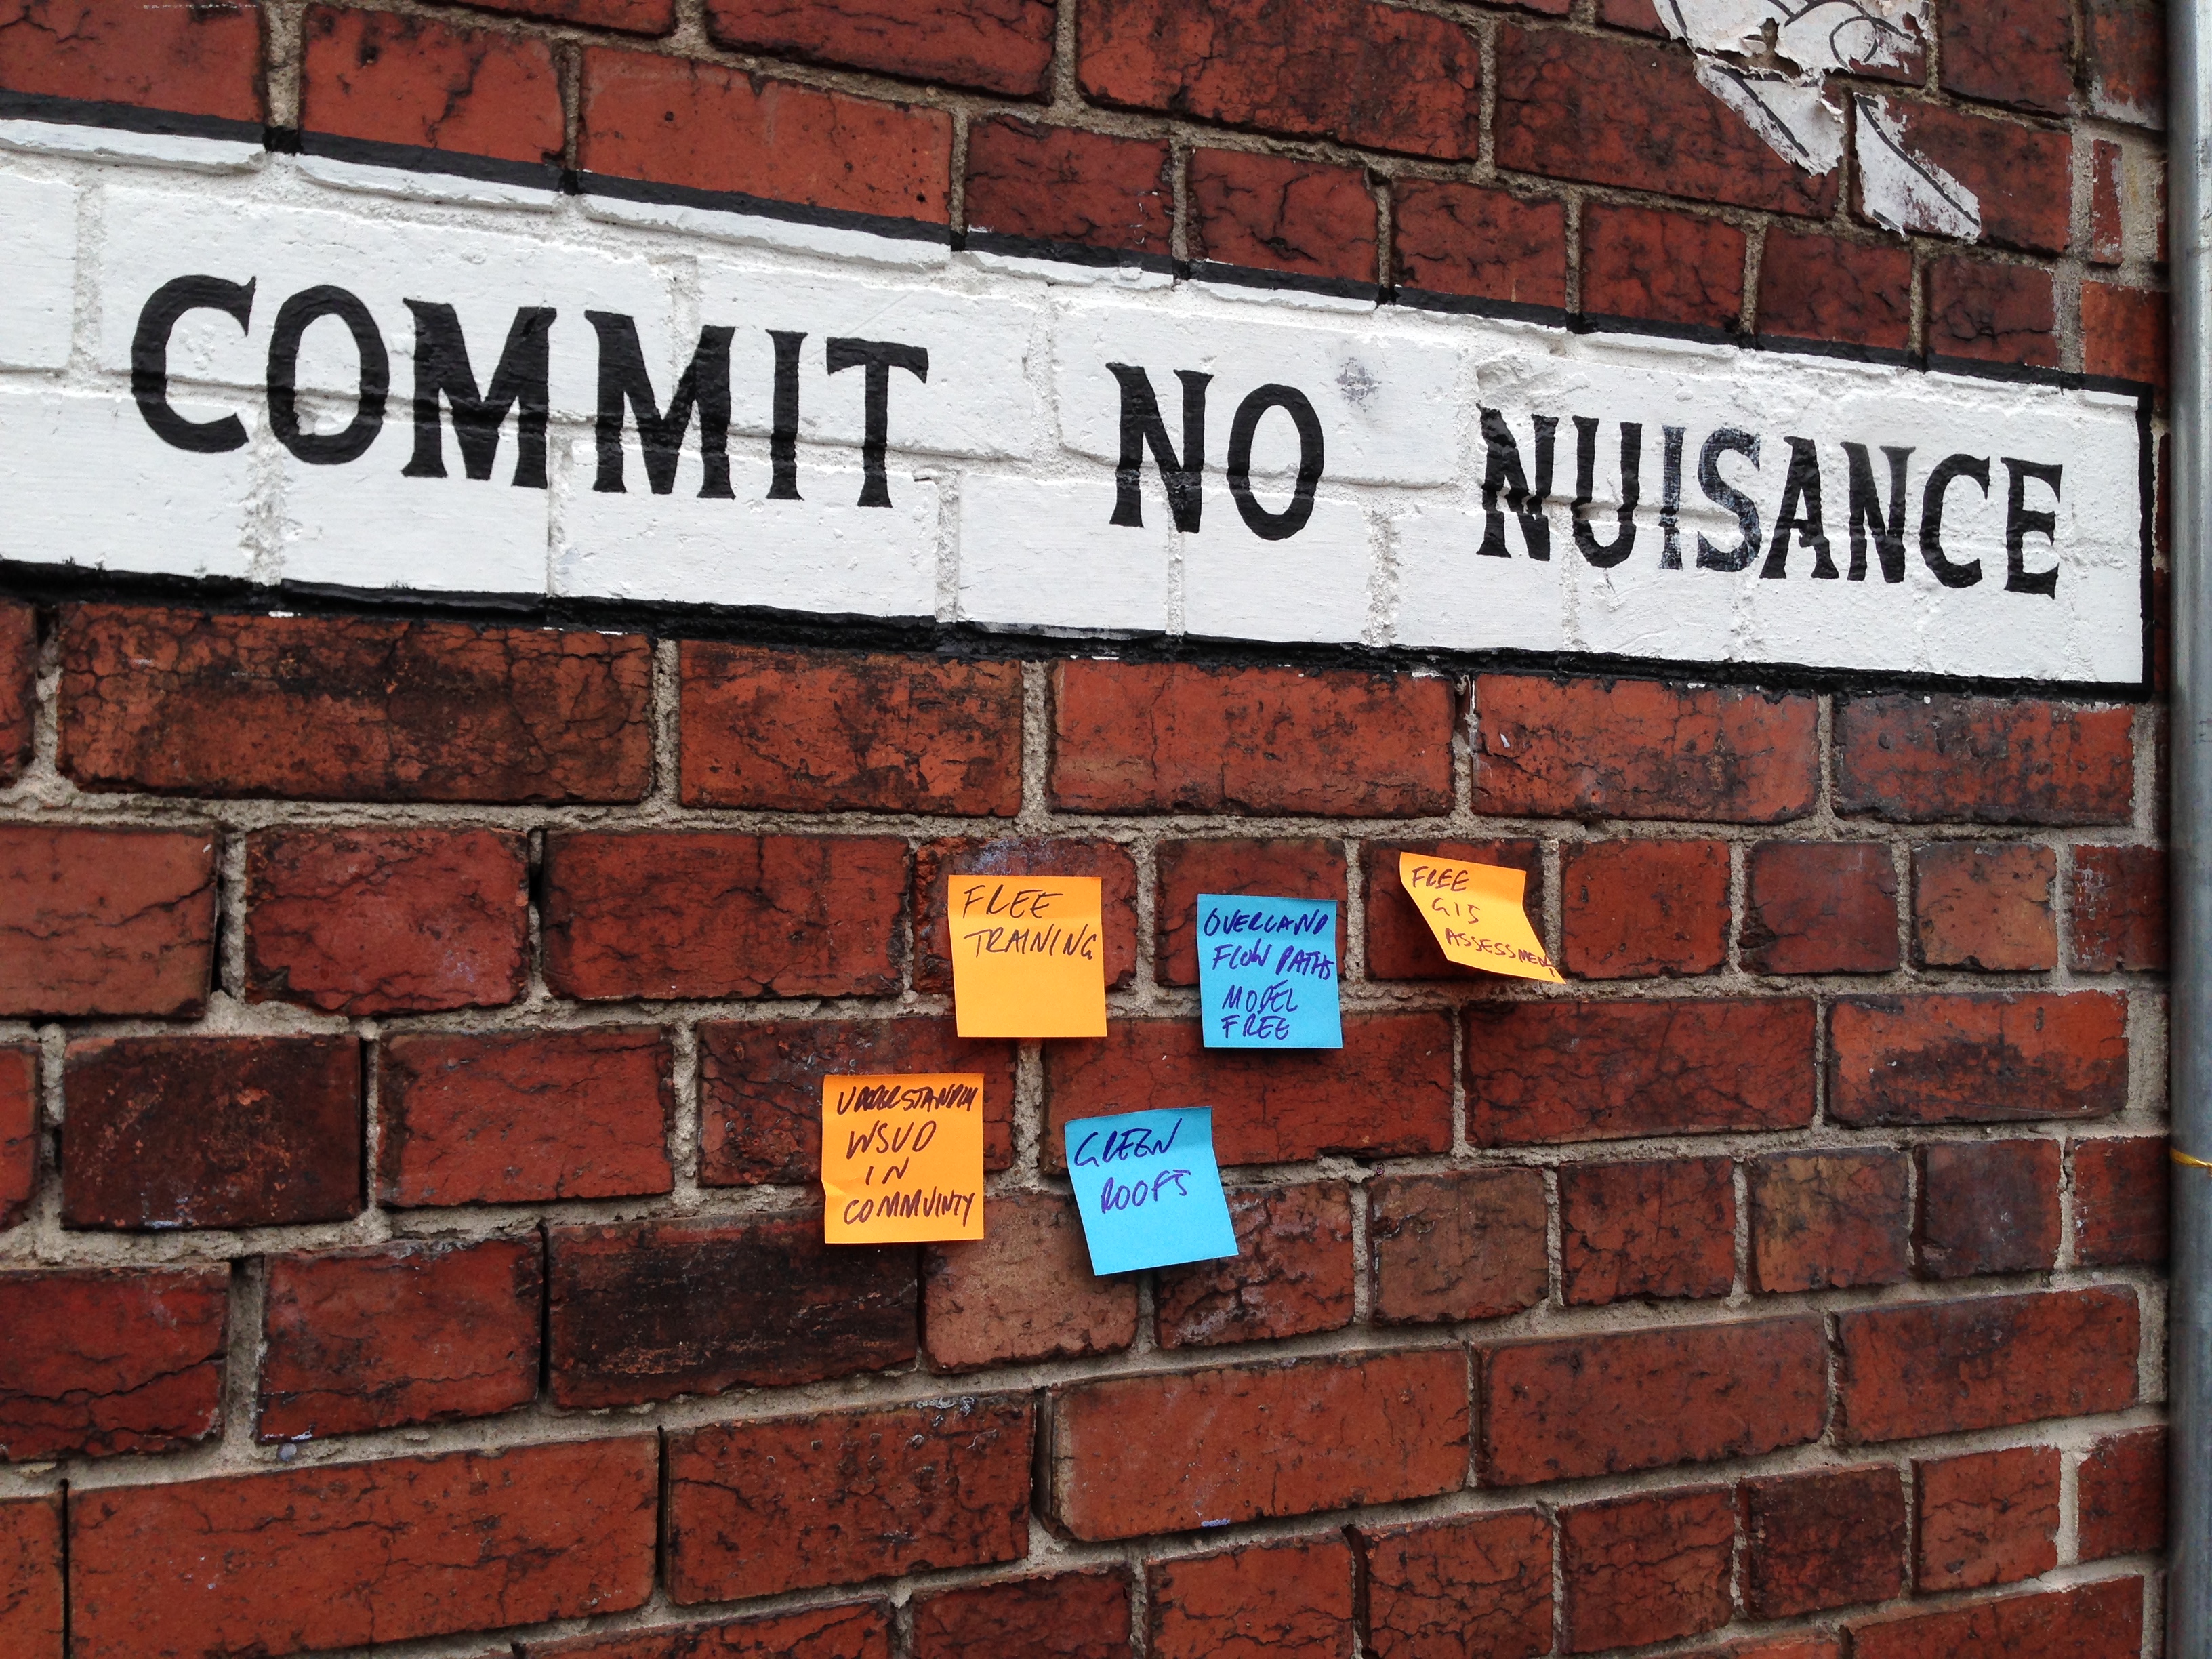 COMMIT NO NUISANCE
FREE
TRAINING
OVERLAND
FLOW PATHS
MODEL
FREE
FREE
GIS
ASSESSMENT
UNDERSTANDIN
WSUD
IN
COMMUNITY
GREEN
ROOFS